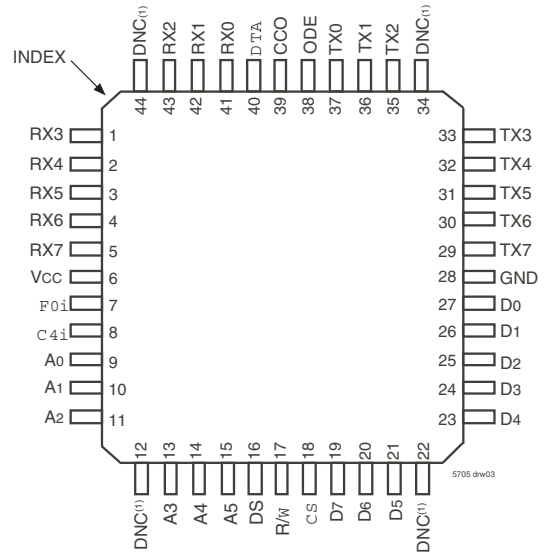 DNC(1) RX2 RX1 RX0 DTA CCO ODE TX0 TX1 TX2 DNC(1)
INDEX
44 43 42 41 40 39 38 37 36 35 34
RX3 1 33 TX3
RX4 2 32 TX4
RX5 3 31 TX5
RX6 4 30 TX6
RX7 5 29 TX7
VCC 6 28 GND
F0i 7 27 D0
C4i 8 26 D1
A0 9 25 D2
A1 10 24 D3
A2 11 23 D4
12 13 14 15 16 17 18 19 20 21 22
DNC(1) A3 A4 A5 DS R/W CS D7 D6 D5 DNC(1)
5705 drw03